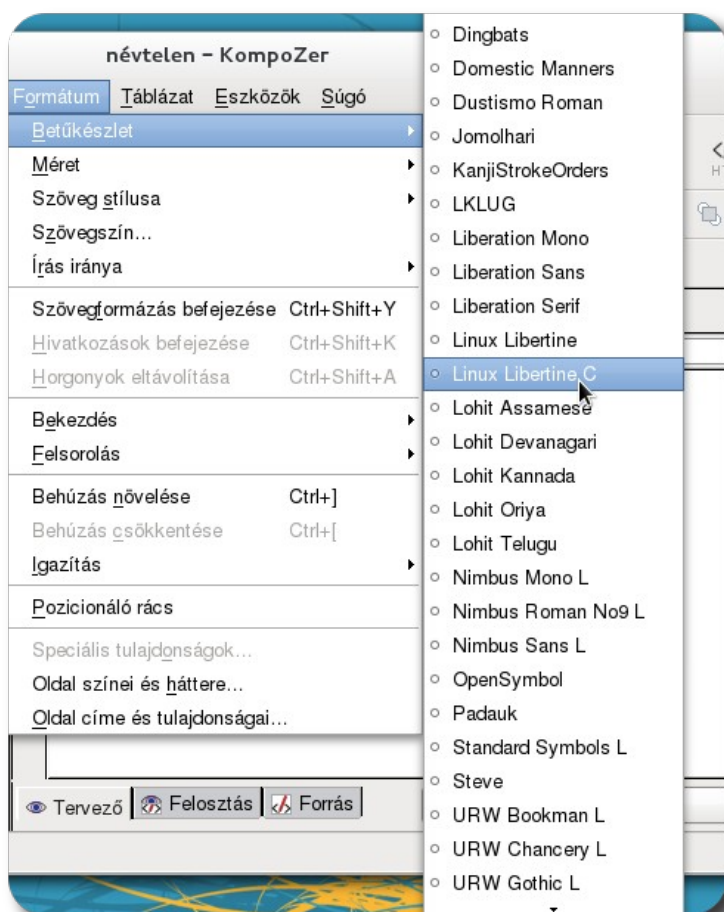 névtelen – KompoZer
Formátum Táblázat Eszközök Súgó
Betűkészlet
Méret
Szöveg stílusa
Szövegszín...
Írás iránya
Szövegformázás befejezése Ctrl+Shift+Y
Hivatkozások befejezése Ctrl+Shift+K
Horgonyok eltávolítása Ctrl+Shift+A
Bekezdés
Felsorolás
Behúzás növelése Ctrl+]
Behúzás csökkentése Ctrl+[
Igazítás
Pozicionáló rács
Speciális tulajdonságok...
Oldal színei és háttere...
Oldal címe és tulajdonságai...
Tervező Felosztás Forrás
Dingbats
Domestic Manners
Dustismo Roman
Jomolhari
KanjiStrokeOrders
LKLUG
Liberation Mono
Liberation Sans
Liberation Serif
Linux Libertine
Linux Libertine C
Lohit Assamese
Lohit Devanagari
Lohit Kannada
Lohit Oriya
Lohit Telugu
Nimbus Mono L
Nimbus Roman No9 L
Nimbus Sans L
OpenSymbol
Padauk
Standard Symbols L
Steve
URW Bookman L
URW Chancery L
URW Gothic L